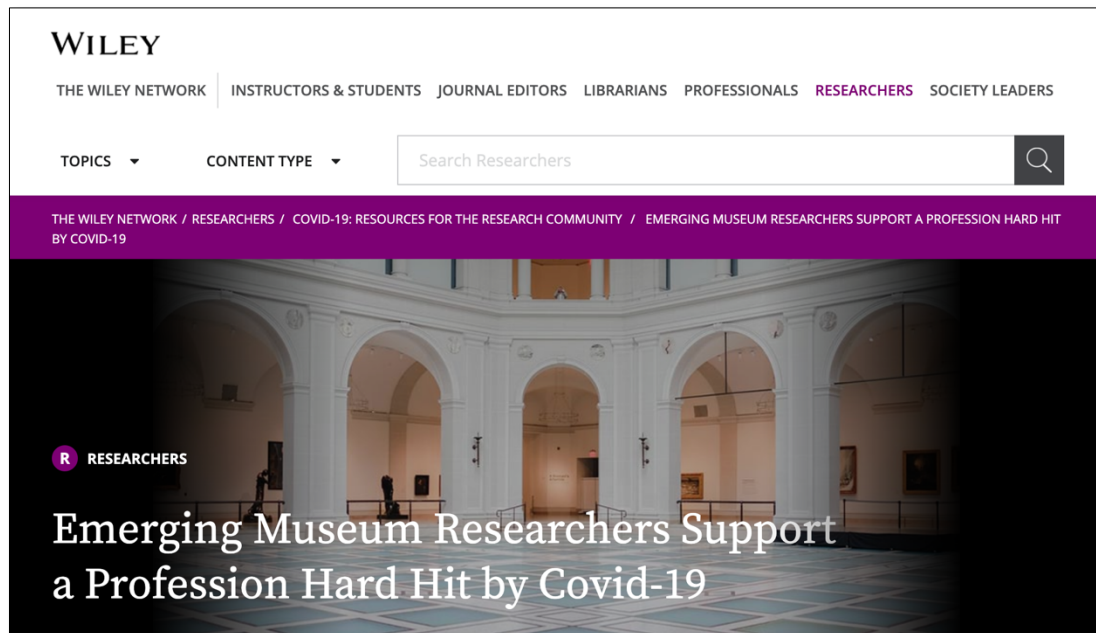 WILEY
THE WILEY NETWORK INSTRUCTORS & STUDENTS JOURNAL EDITORS LIBRARIANS PROFESSIONALS RESEARCHERS SOCIETY LEADERS
TOPICS CONTENT TYPE Search Researchers
THE WILEY NETWORK / RESEARCHERS / COVID-19: RESOURCES FOR THE RESEARCH COMMUNITY / EMERGING MUSEUM RESEARCHERS SUPPORT A PROFESSION HARD HIT
BY COVID-19
R RESEARCHERS
Emerging Museum Researchers Support
a Profession Hard Hit by Covid-19